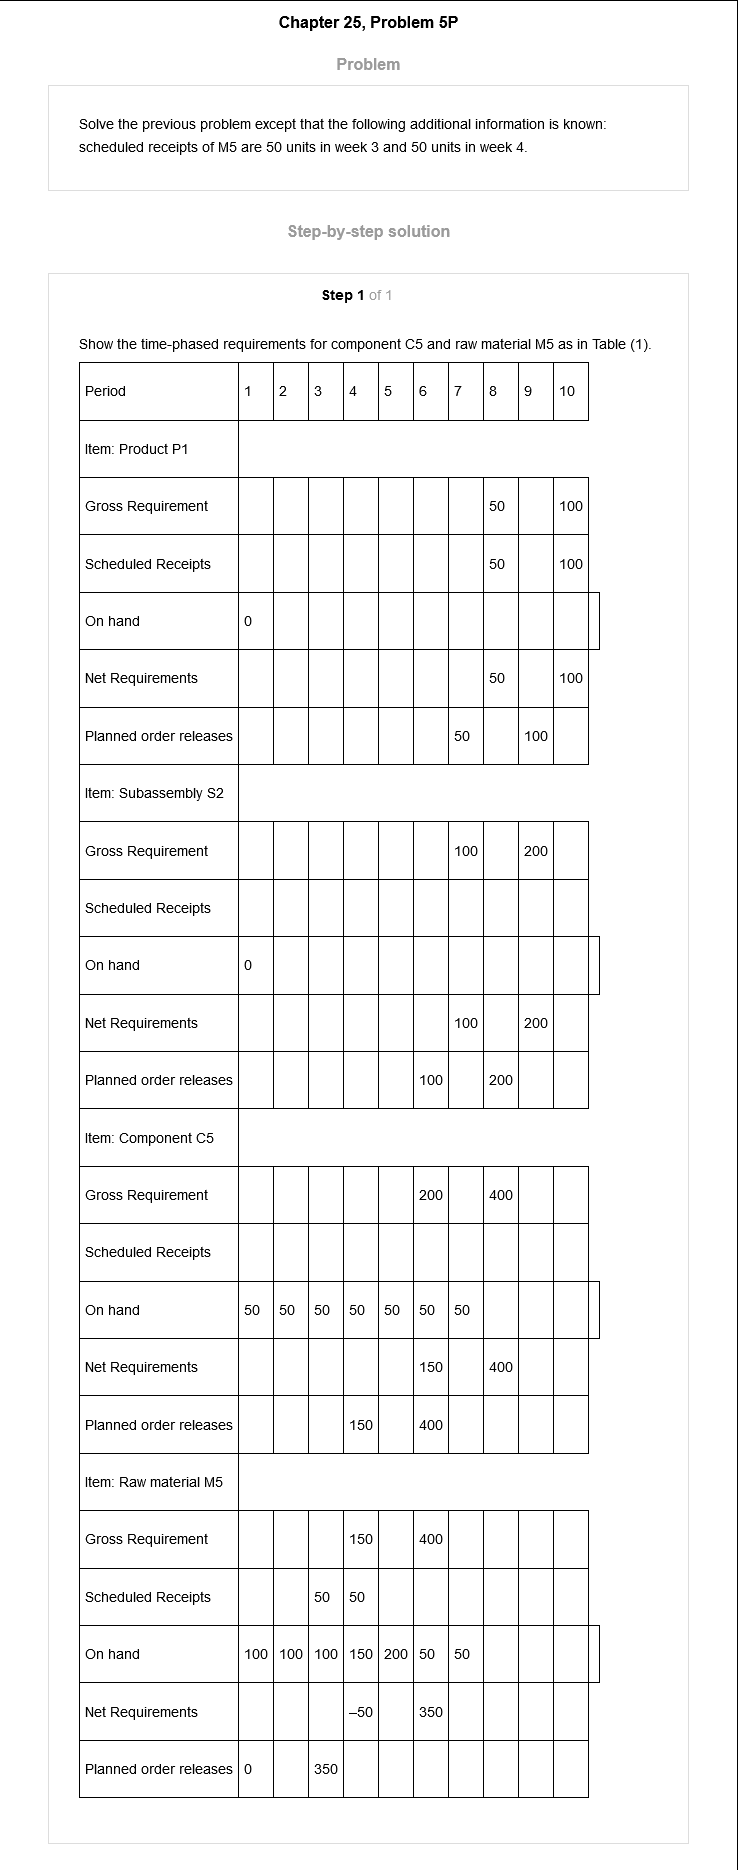 Chapter 25, Problem 5P
Problem
Solve the previous problem except that the following additional information is known:
scheduled receipts of M5 are 50 units in week 3 and 50 units in week 4.
Step-by-step solution
Step 1 of 1
Show the time-phased requirements for component C5 and raw material M5 as in Table (1).
Period 1 2 3 4 5 6 7 8 9 10
Item: Product P1
Gross Requirement 50 100
Scheduled Receipts 50 100
On hand 0
Net Requirements 50 100
Planned order releases 50 100
Item: Subassembly S2
Gross Requirement 100 200
Scheduled Receipts
On hand 0
Net Requirements 100 200
Planned order releases 100 200
Item: Component C5
Gross Requirement 200 400
Scheduled Receipts
On hand 50 50 50 50 50 50 50
Net Requirements 150 400
Planned order releases 150 400
Item: Raw material M5
Gross Requirement 150 400
Scheduled Receipts 50 50
On hand 100 100 100 150 200 50 50
Net Requirements –50 350
Planned order releases 0 350